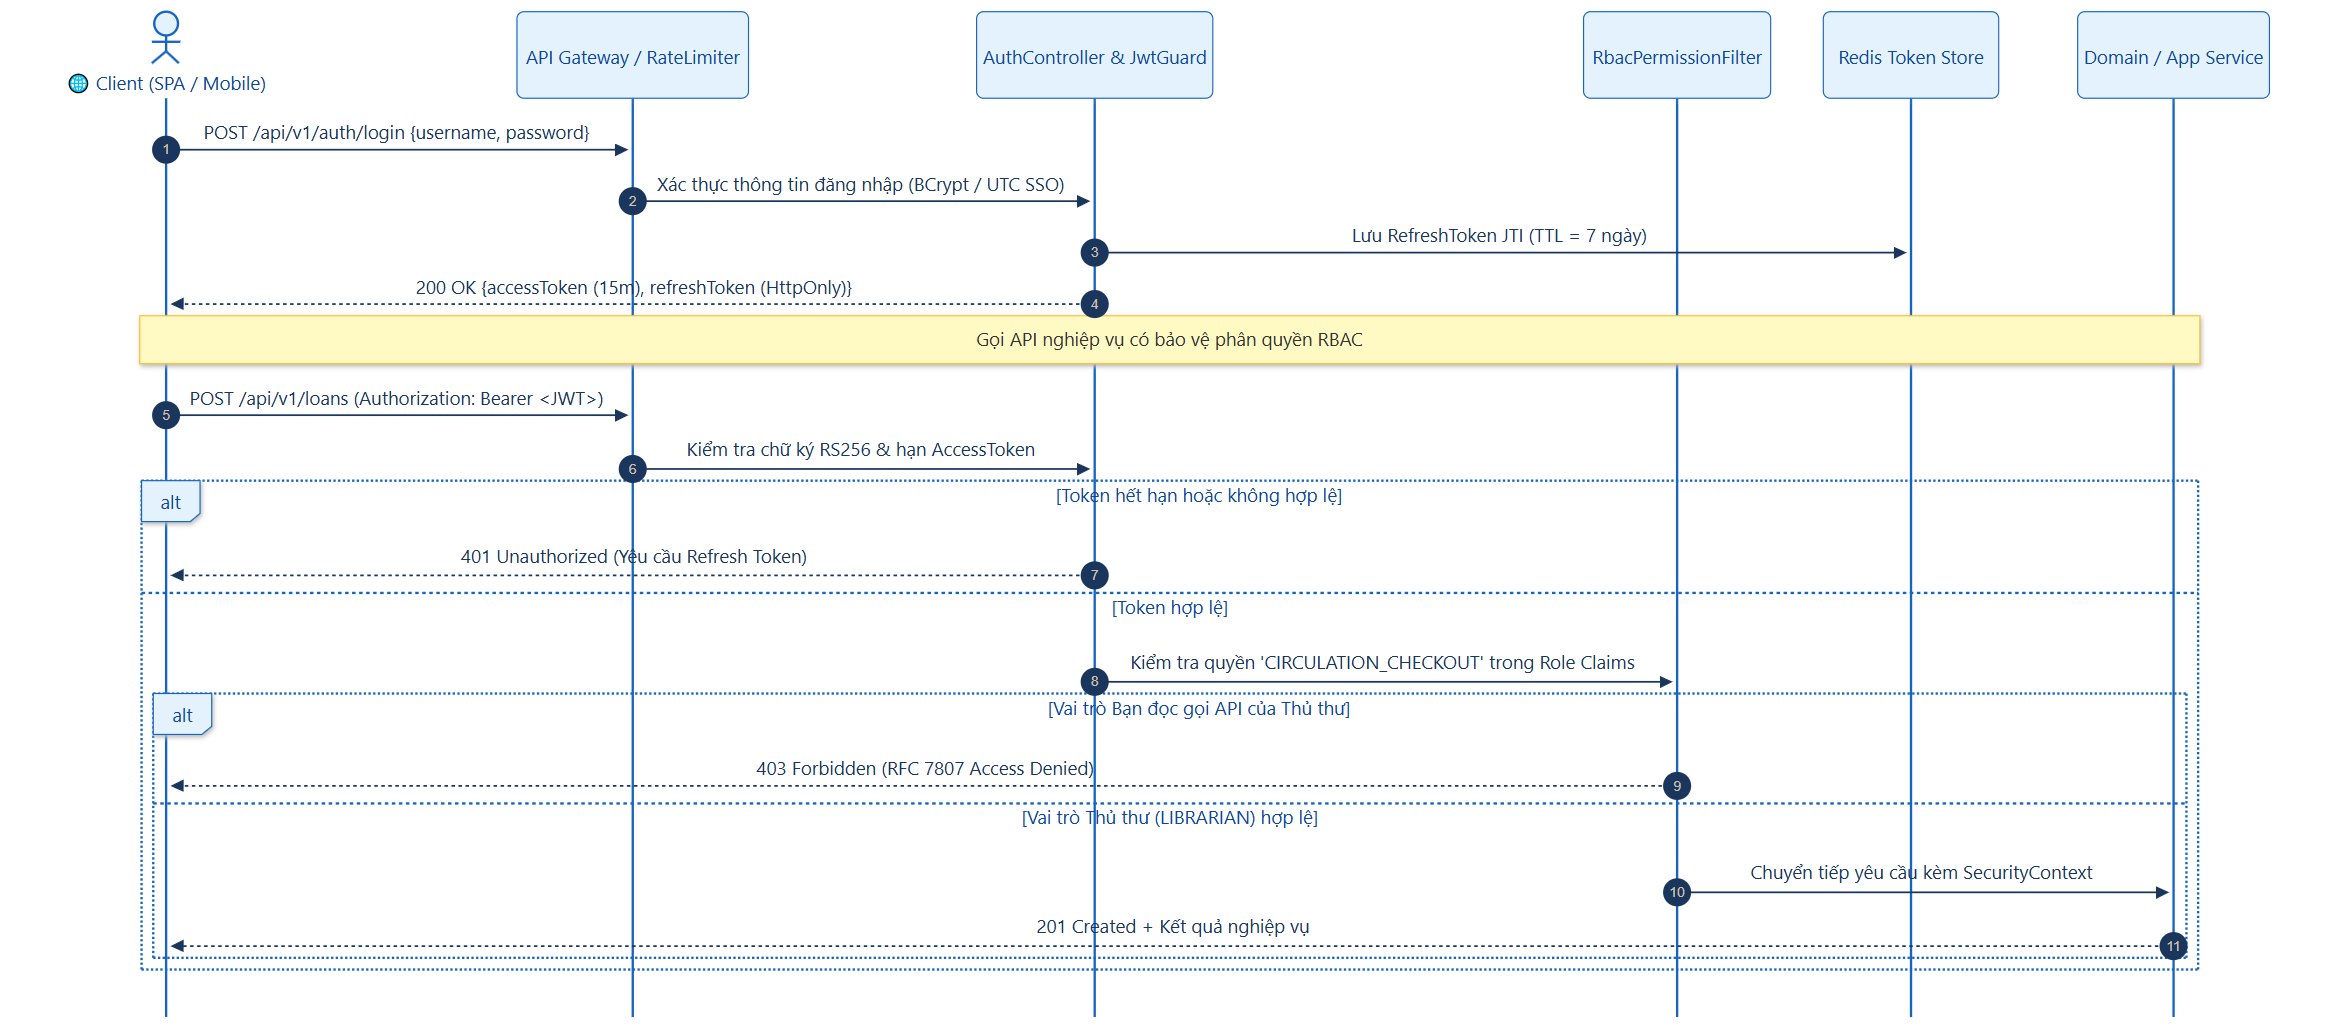 Client (SPA / Mobile)
API Gateway / RateLimiter
AuthController & JwtGuard
RbacPermissionFilter
Redis Token Store
Domain / App Service
POST /api/v1/auth/login {username, password}
1
Xác thực thông tin đăng nhập (BCrypt / UTC SSO)
2
Lưu RefreshToken JTI (TTL = 7 ngày)
3
200 OK {accessToken (15m), refreshToken (HttpOnly)}
4
Gọi API nghiệp vụ có bảo vệ phân quyền RBAC
POST /api/v1/loans (Authorization: Bearer <JWT>)
5
Kiểm tra chữ ký RS256 & hạn AccessToken
6
alt
[Token hết hạn hoặc không hợp lệ]
401 Unauthorized (Yêu cầu Refresh Token)
7
[Token hợp lệ]
Kiểm tra quyền 'CIRCULATION_CHECKOUT' trong Role Claims
8
alt
[Vai trò Bạn đọc gọi API của Thủ thư]
403 Forbidden (RFC 7807 Access Denied)
9
[Vai trò Thủ thư (LIBRARIAN) hợp lệ]
Chuyển tiếp yêu cầu kèm SecurityContext
10
201 Created + Kết quả nghiệp vụ
11